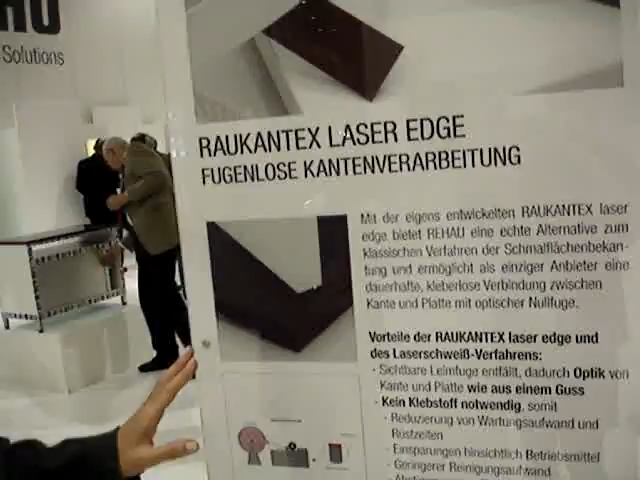 Solutions
RAUKANTEX LASER EDGE
FUGENLOSE KANTENVERARBEITUNG
Mit der eigens entwickelten RAUKANTEX laser
edge bietet REHAU eine echte Alternative zum
klassischen Verfahren der Schmalflächenbekan-
tung und ermöglicht als einziger Anbieter eine
dauerhafte, kleberlose Verbindung zwischen
Kante und Platte mit optischer Nullfuge.
Vorteile der RAUKANTEX laser edge und
des Laserschweiß-Verfahrens:
- Sichtbare Leimfuge entfällt, dadurch Optik von
Kante und Platte wie aus einem Guss
- Kein Klebstoff notwendig, somit
- Reduzierung von Wartungsaufwand und
Rüstzeiten
- Einsparungen hinsichtlich Betriebsmittel
- Geringerer Reinigungsaufwand